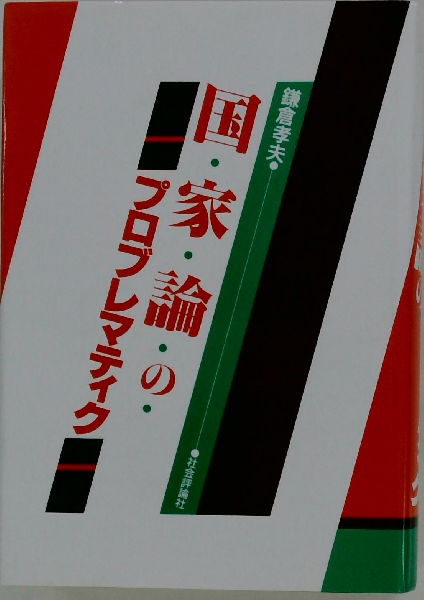 鎌倉孝夫
国・家・論・の・
プロブレマティク
社会評論社